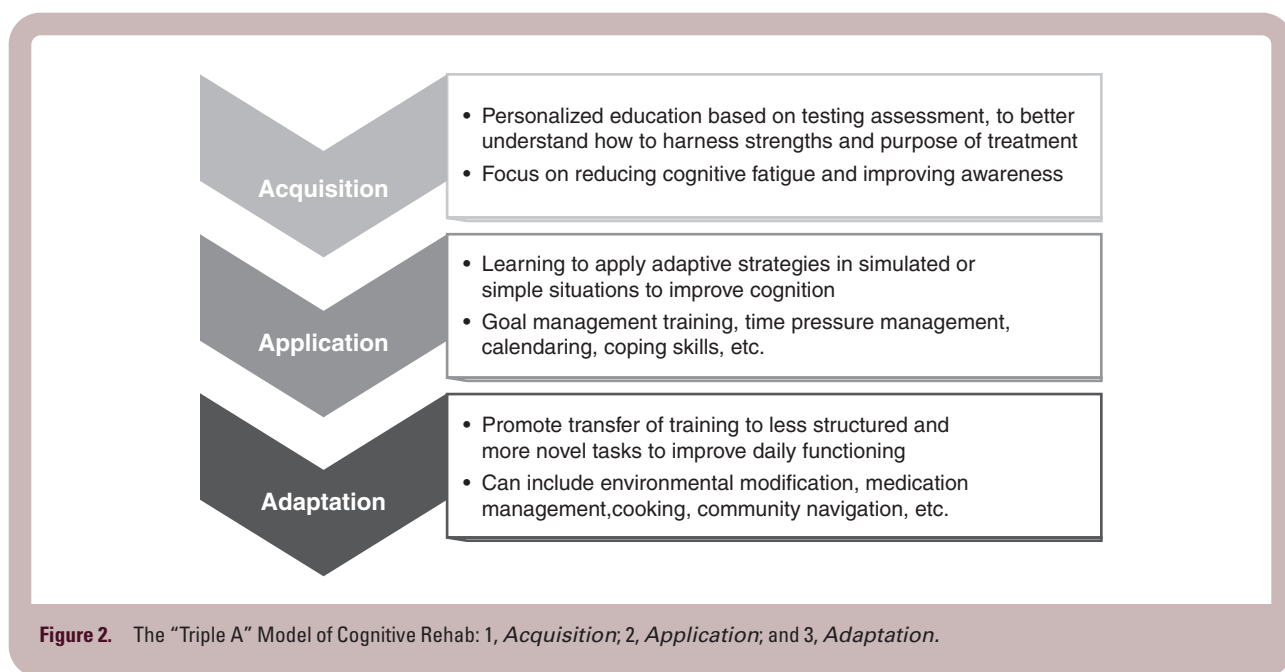 Acquisition
• Personalized education based on testing assessment, to better
understand how to harness strengths and purpose of treatment
• Focus on reducing cognitive fatigue and improving awareness
Application
• Learning to apply adaptive strategies in simulated or
simple situations to improve cognition
• Goal management training, time pressure management,
calendaring, coping skills, etc.
Adaptation
• Promote transfer of training to less structured and
more novel tasks to improve daily functioning
• Can include environmental modification, medication
management,cooking, community navigation, etc.
Figure 2. The “Triple A” Model of Cognitive Rehab: 1, Acquisition; 2, Application; and 3, Adaptation.